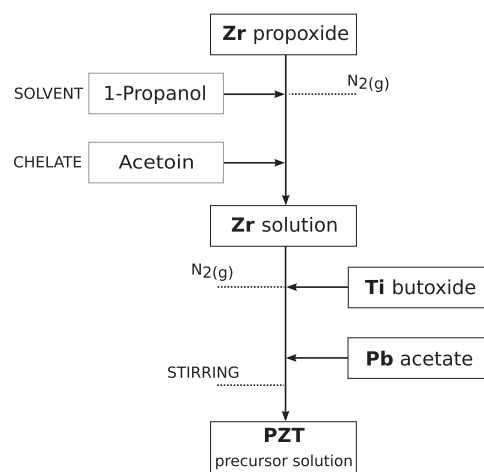 Zr propoxide
N2(g)
SOLVENT 1-Propanol
CHELATE Acetoin
Zr solution
N2(g)
Ti butoxide
Pb acetate
STIRRING
PZT
precursor solution